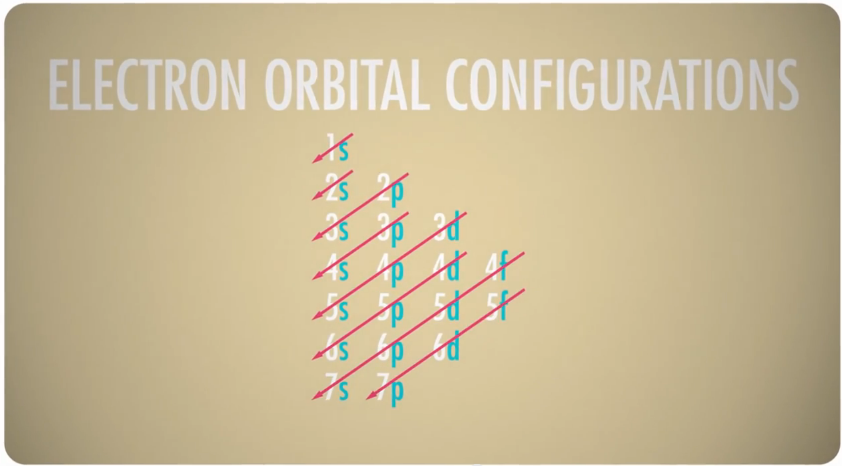 ELECTRON ORBITAL CONFIGURATIONS
1s
2s 2p
3s 3p 3d
4s 4p 4d 4f
5s 5p 5d 5f
6s 6p 6d
7s 7p